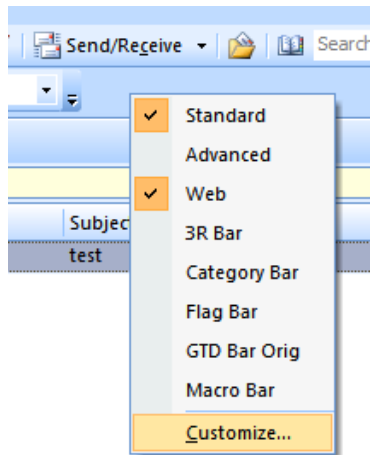 Send/Receive
Search
Standard
Advanced
Web
Subjec
3R Bar
test
Category Bar
Flag Bar
GTD Bar Orig
Macro Bar
Customize...